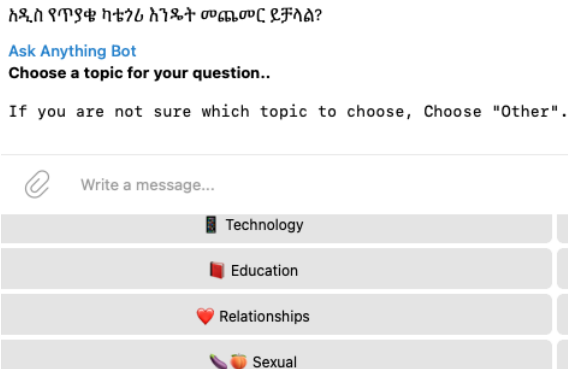 አዲስ የጥያቄ ካቴጎሪ እንዴት መጨመር ይቻላል?
Ask Anything Bot
Choose a topic for your question..
If you are not sure which topic to choose, Choose "Other".
Write a message...
📱 Technology
📕 Education
❤️ Relationships
🍆🍑 Sexual